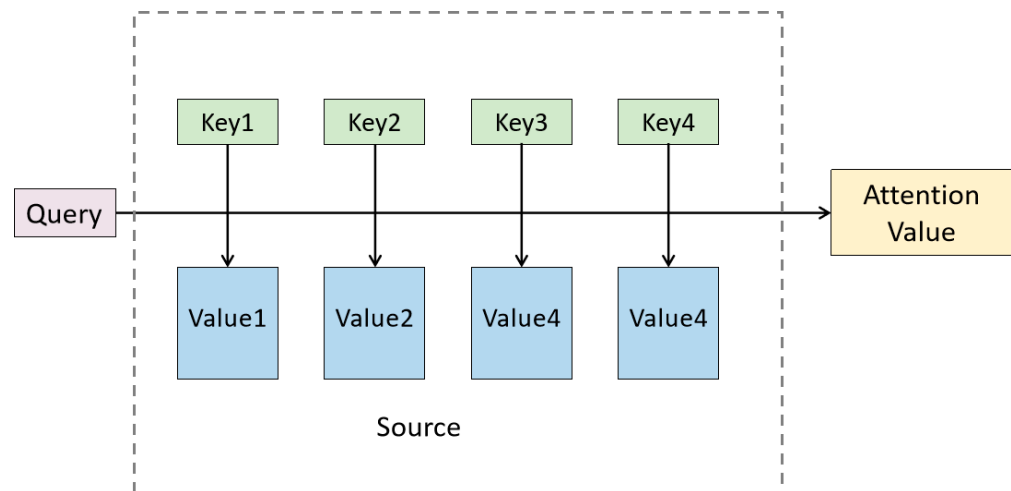 Key1 Key2 Key3 Key4
Query
Attention
Value
Value1 Value2 Value4 Value4
Source